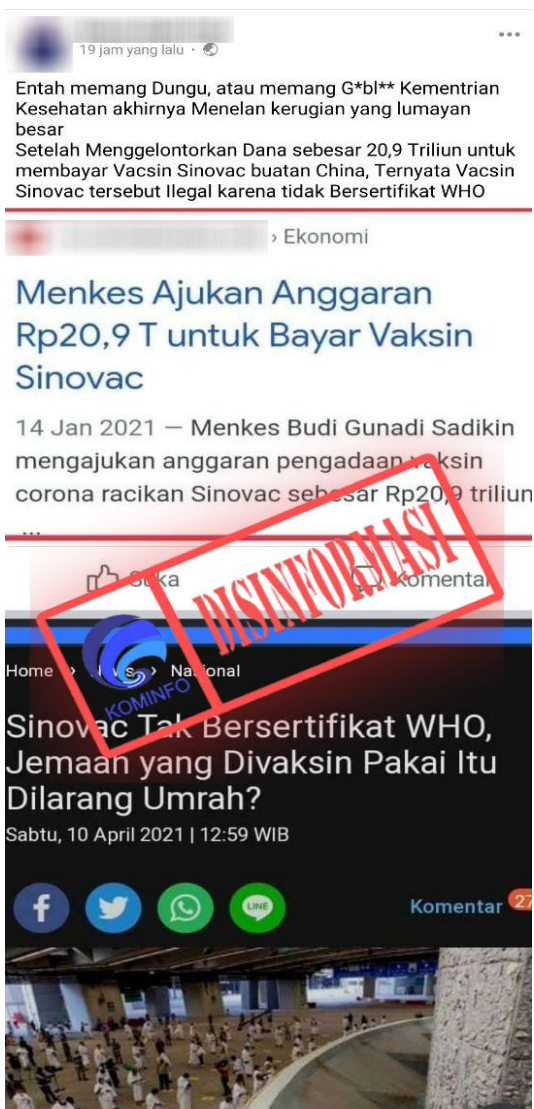 19 jam yang lalu ·
Entah memang Dungu, atau memang G*bl** Kementrian
Kesehatan akhirnya Menelan kerugian yang lumayan
besar
Setelah Menggelontorkan Dana sebesar 20,9 Triliun untuk
membayar Vacsin Sinovac buatan China, Ternyata Vacsin
Sinovac tersebut Ilegal karena tidak Bersertifikat WHO
› Ekonomi
Menkes Ajukan Anggaran
Rp20,9 T untuk Bayar Vaksin
Sinovac
14 Jan 2021 — Menkes Budi Gunadi Sadikin
mengajukan anggaran pengadaan vaksin
corona racikan Sinovac sebesar Rp20,9 triliun
...
Suka
Komentar
DISINFORMASI
KOMINFO
Home › News › Nasional
Sinovac Tak Bersertifikat WHO,
Jemaah yang Divaksin Pakai Itu
Dilarang Umrah?
Sabtu, 10 April 2021 | 12:59 WIB
f
LINE
Komentar 27